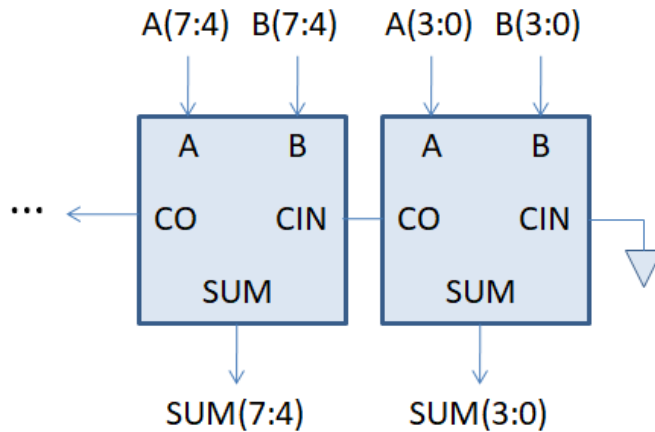 A(7:4) B(7:4) A(3:0) B(3:0)
A B A B
... CO CIN CO CIN
SUM SUM
SUM(7:4) SUM(3:0)